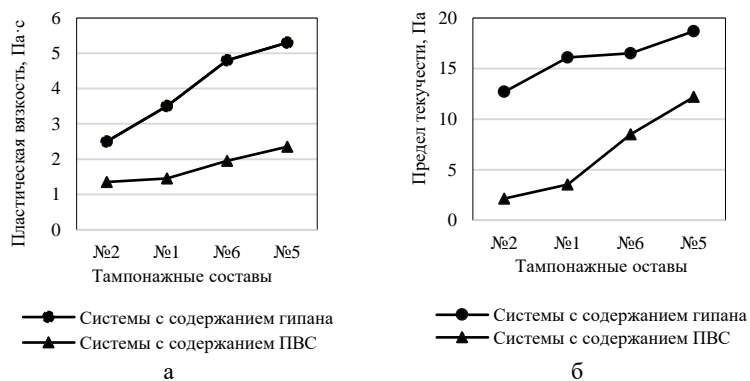 Пластическая вязкость, Па·с
6
5
4
3
2
1
0
№2 №1 №6 №5
Тампонажные составы
Системы с содержанием гипана
Системы с содержанием ПВС
а
Предел текучести, Па
20
15
10
5
0
№2 №1 №6 №5
Тампонажные оставы
Системы с содержанием гипана
Системы с содержанием ПВС
б